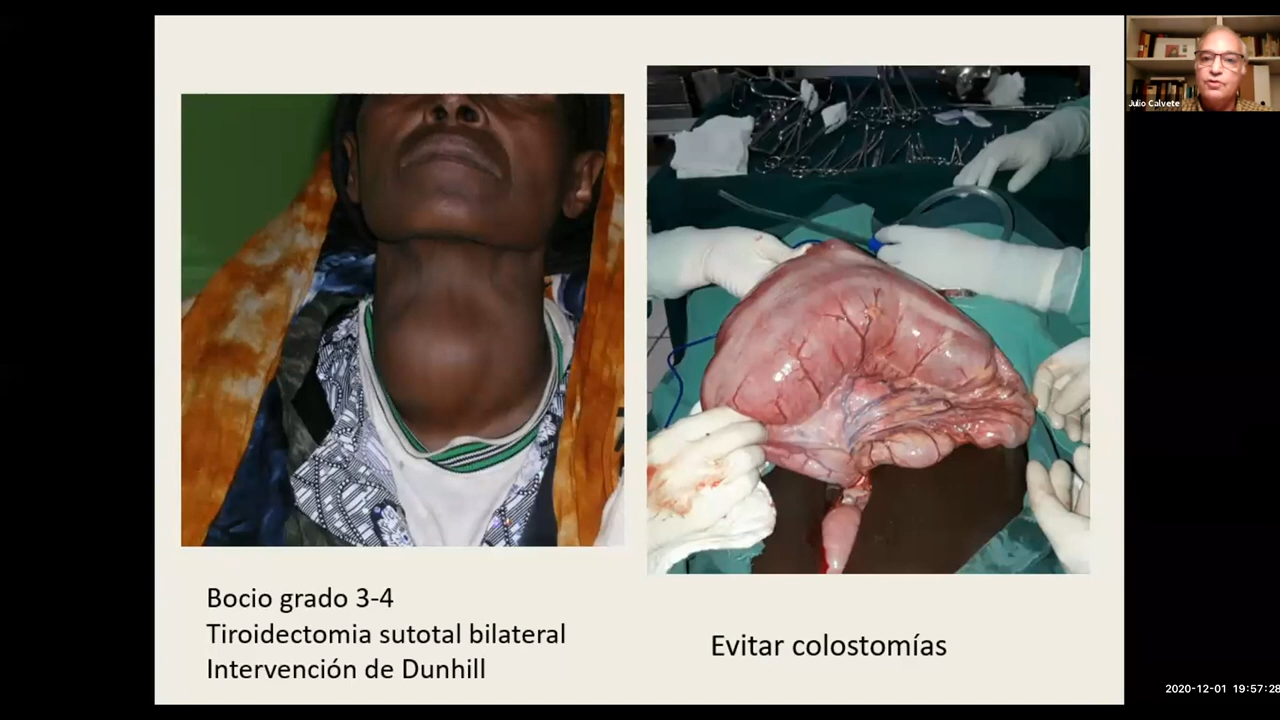 Julio Calvete
Bocio grado 3-4
Tiroidectomia sutotal bilateral
Intervención de Dunhill
Evitar colostomías
2020-12-01 19:57:28